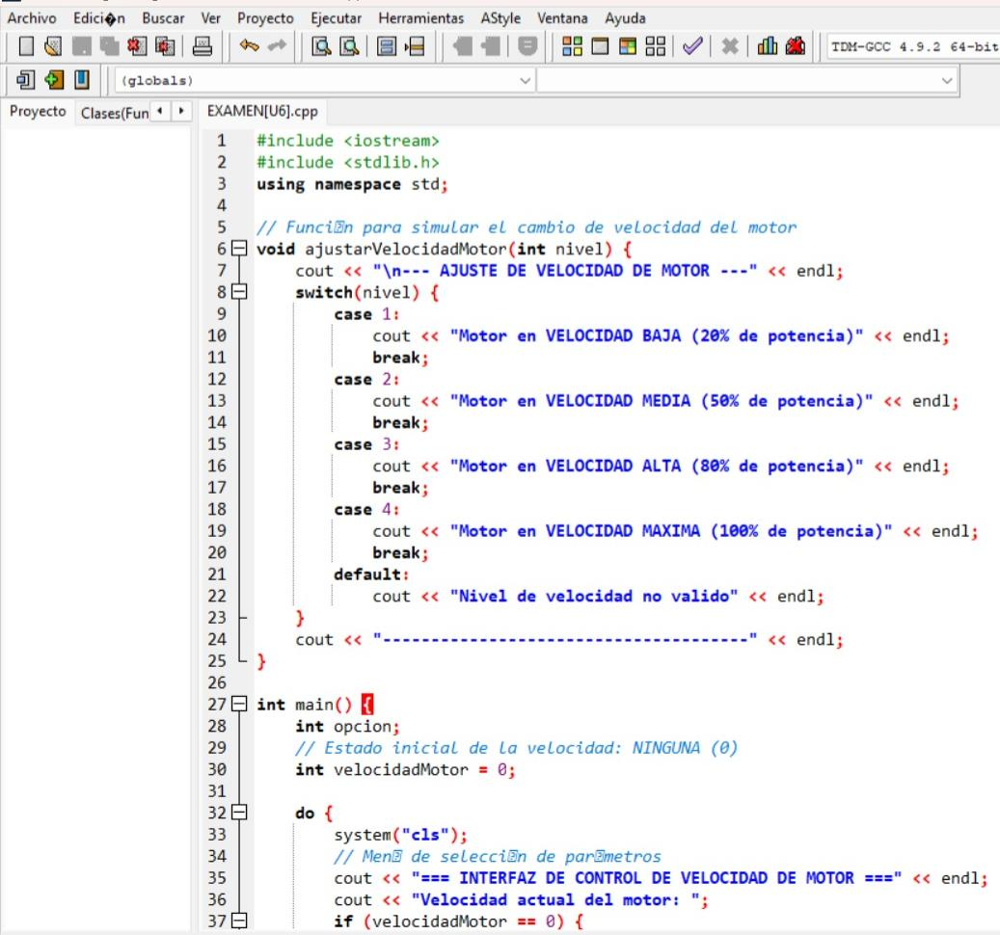 Archivo Edici�n Buscar Ver Proyecto Ejecutar Herramientas AStyle Ventana Ayuda
TDM-GCC 4.9.2 64-bit
(globals)
Proyecto Clases(Fun EXAMEN[U6].cpp
1 #include <iostream>
2 #include <stdlib.h>
3 using namespace std;
4
5 // Funci�n para simular el cambio de velocidad del motor
6 void ajustarVelocidadMotor(int nivel) {
7 cout << "\n--- AJUSTE DE VELOCIDAD DE MOTOR ---" << endl;
8 switch(nivel) {
9 case 1:
10 cout << "Motor en VELOCIDAD BAJA (20% de potencia)" << endl;
11 break;
12 case 2:
13 cout << "Motor en VELOCIDAD MEDIA (50% de potencia)" << endl;
14 break;
15 case 3:
16 cout << "Motor en VELOCIDAD ALTA (80% de potencia)" << endl;
17 break;
18 case 4:
19 cout << "Motor en VELOCIDAD MAXIMA (100% de potencia)" << endl;
20 break;
21 default:
22 cout << "Nivel de velocidad no valido" << endl;
23 }
24 cout << "--------------------------------------" << endl;
25 }
26
27 int main() {
28 int opcion;
29 // Estado inicial de la velocidad: NINGUNA (0)
30 int velocidadMotor = 0;
31
32 do {
33 system("cls");
34 // Men� de selecci�n de par�metros
35 cout << "=== INTERFAZ DE CONTROL DE VELOCIDAD DE MOTOR ===" << endl;
36 cout << "Velocidad actual del motor: ";
37 if (velocidadMotor == 0) {